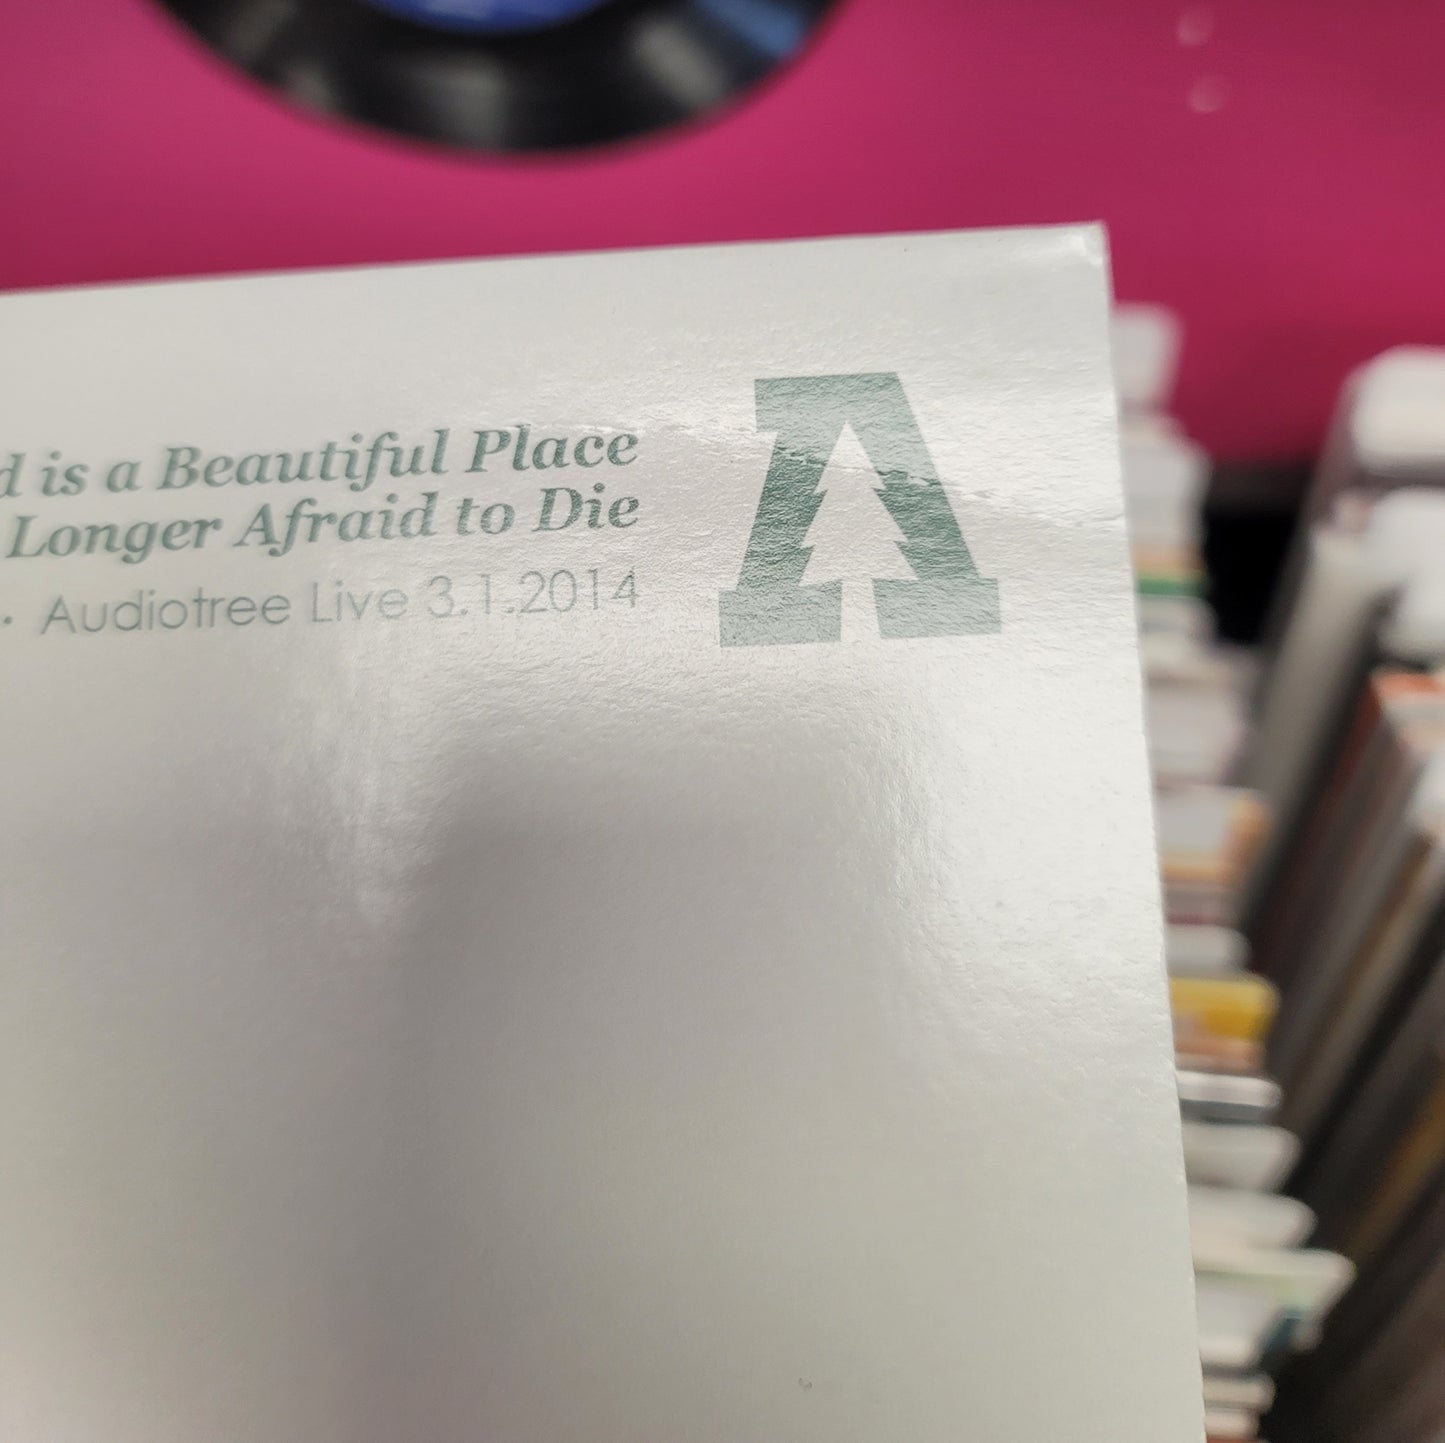 d is a Beautiful Place
Longer Afraid to Die
· Audiotree Live 3.1.2014
A